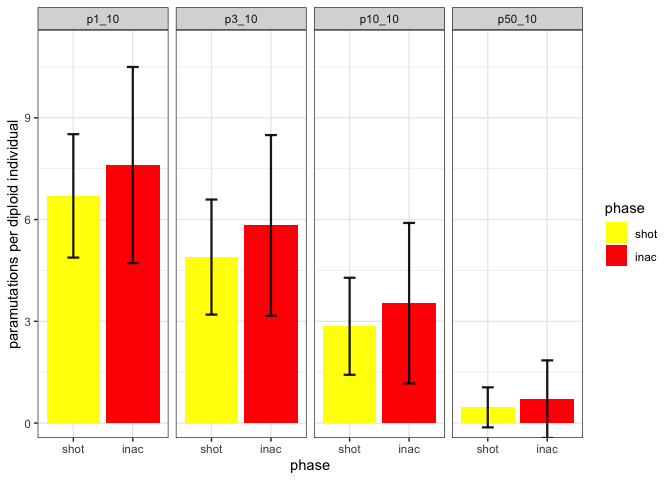 p1_10 p3_10 p10_10 p50_10
paramutations per diploid individual
9
6
3
0
shot inac shot inac shot inac shot inac
phase
phase
shot
inac